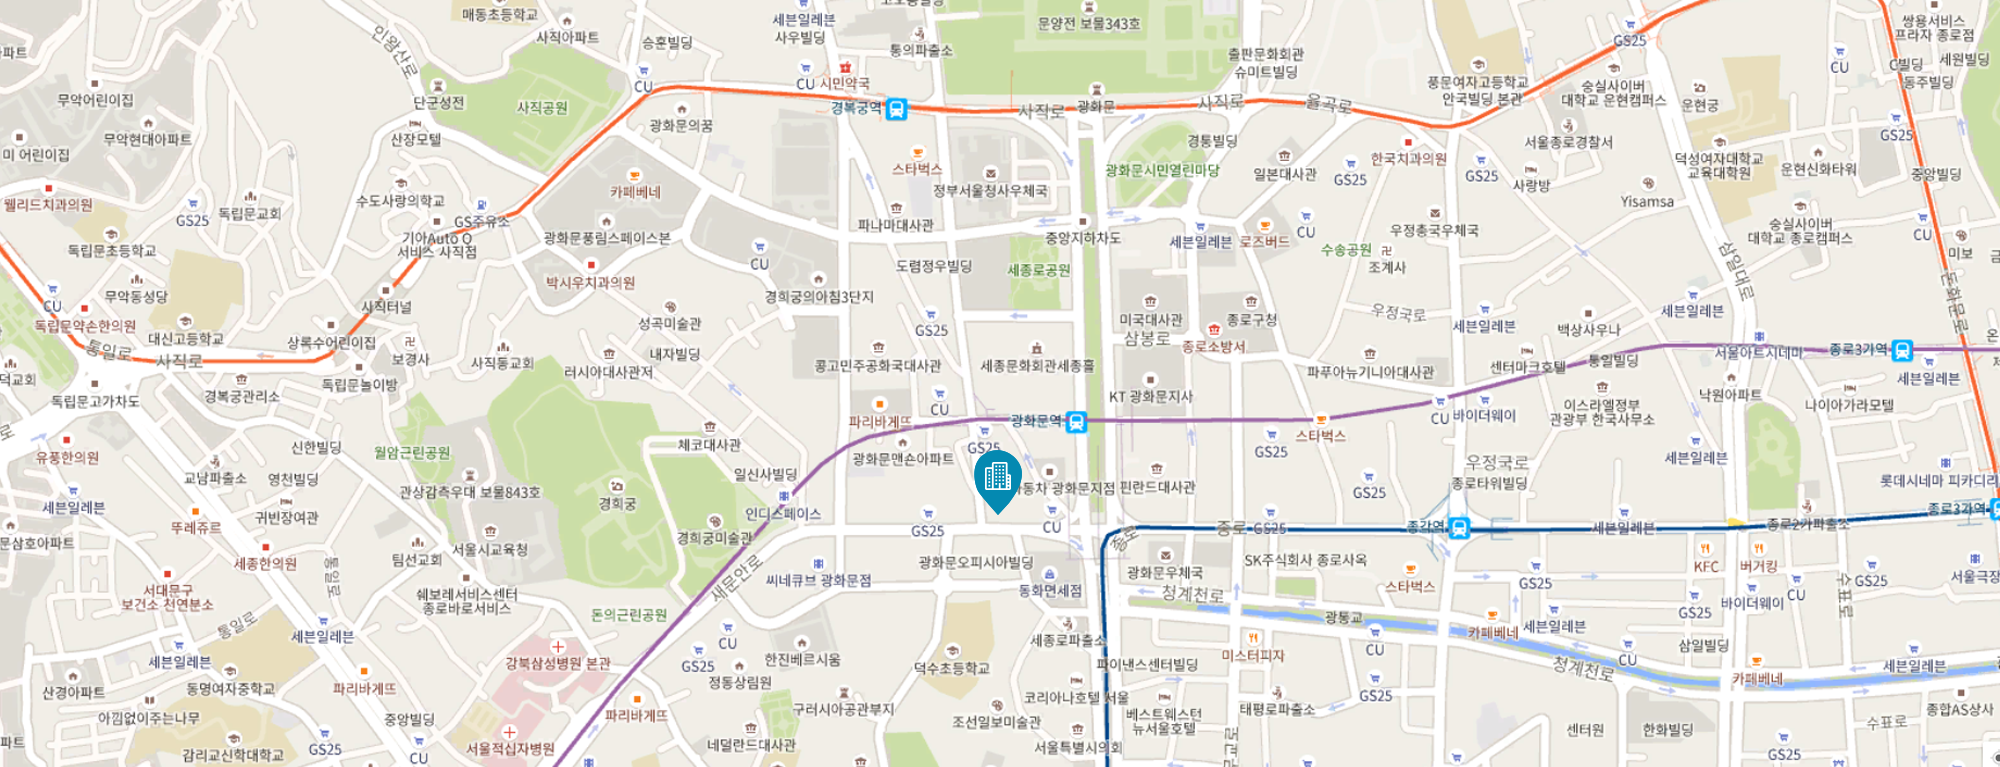 매동초등학교
사직아파트
세븐일레븐
사우빌딩
통의파출소
문양전 보물343호
출판문화회관
슈미트빌딩
GS25
쌍용서비스
프라자 종로점
인왕산로
승훈빌딩
CU
CU
시민약국
풍문여자고등학교
안국빌딩 본관
숭실사이버
대학교 운현캠퍼스
CU
C빌딩
세원빌딩
동주빌딩
무악어린이집
단군성전
사직공원
경복궁역
사직로
광화문
사직로
율곡로
운현궁
무악현대아파트
산장모텔
광화문의꿈
경통빌딩
서울종로경찰서
GS25
미 어린이집
스타벅스
한국치과의원
덕성여자대학교
교육대학원
운현신화타워
웰리드치과의원
카페베네
정부서울청사우체국
광화문시민열린마당
일본대사관
GS25
GS25
사랑방
중앙빌딩
GS25
독립문교회
수도사랑의학교
GS주유소
파나마대사관
Yisamsa
숭실사이버
대학교 종로캠퍼스
CU
독립문초등학교
기아Auto Q
서비스 사직점
광화문풍림스페이스본
중앙지하차도
세븐일레븐
로즈버드
CU
우정총국우체국
수송공원
조계사
삼일대로
미보
CU
도렴정우빌딩
세종로공원
박시우치과의원
CU
무악동성당
사직터널
경희궁의아침3단지
돈화문로
독립문약손한의원
대신고등학교
상록수어린이집
성곡미술관
GS25
미국대사관
종로구청
우정국로
세븐일레븐
백상사우나
세븐일레븐
통일로
사직로
보경사
사직동교회
내자빌딩
삼봉로
종로소방서
서울아트시네마
종로3가역
덕교회
러시아대사관저
콩고민주공화국대사관
세종문화회관세종홀
파푸아뉴기니아대사관
센터마크호텔
통일빌딩
세븐일레븐
독립문고가차도
경복궁관리소
독립문놀이방
CU
KT 광화문지사
CU
바이더웨이
이스라엘정부
관광부 한국사무소
낙원아파트
나이아가라모텔
파리바게뜨
광화문역
스타벅스
유풍한의원
신한빌딩
월암근린공원
체코대사관
광화문맨숀아파트
GS25
GS25
우정국로
종로타워빌딩
세븐일레븐
롯데시네마 피카디리
교남파출소
영천빌딩
일신사빌딩
동차 광화문지점
핀란드대사관
GS25
세븐일레븐
관상감측우대 보물843호
경희궁
뚜레쥬르
귀빈장여관
인디스페이스
GS25
CU
종로
종로
GS25
종각역
세븐일레븐
종로2가파출소
종로3가역
문삼호아파트
세종한의원
팀선교회
서울시교육청
경희궁미술관
광화문오피시아빌딩
광화문우체국
SK주식회사 종로사옥
KFC
버거킹
GS25
서울극장
서대문구
보건소 천연분소
통일로
쉐보레서비스센터
종로바로서비스
새문안로
씨네큐브 광화문점
동화면세점
청계천로
스타벅스
GS25
바이더웨이
CU
수표로
통일로
세븐일레븐
돈의근린공원
광통교
GS25
세븐일레븐
CU
세종로파출소
CU
카페베네
삼일빌딩
세븐일레븐
강북삼성병원 본관
GS25
한진베르시움
덕수초등학교
파이낸스센터빌딩
미스터피자
CU
청계천로
세븐일레븐
산경아파트
동명여자중학교
파리바게뜨
정동상림원
코리아나호텔 서울
GS25
카페베네
아낌없이주는나무
중앙빌딩
파리바게뜨
구러시아공관부지
조선일보미술관
베스트웨스턴
뉴서울호텔
태평로파출소
종합AS상사
센터원
한화빌딩
수표로
감리교신학대학교
GS25
CU
서울적십자병원
네덜란드대사관
서울특별시의회
GS25